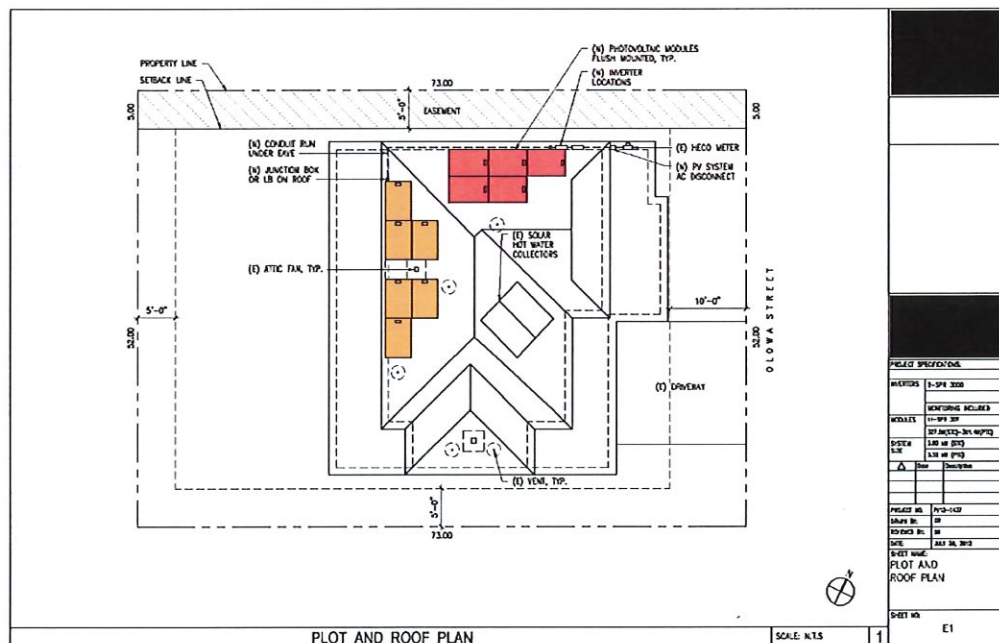 (N) PHOTOVOLTAIC MODULES
FLUSH MOUNTED, TYP.
PROPERTY LINE
SETBACK LINE
73.00
(N) INVERTER
LOCATIONS
5.00
5'-0"
EASEMENT
5.00
(N) CONDUIT RUN
UNDER EAVE
(E) HECO METER
(N) JUNCTION BOX
OR LB ON ROOF
(N) PV SYSTEM
AC DISCONNECT
(E) SOLAR
HOT WATER
COLLECTORS
(E) ATTIC FAN, TYP.
5'-0"
10'-0"
52.00
52.00
OLOWA STREET
(E) DRIVEWAY
(E) VENT, TYP.
5'-0"
73.00
N
PLOT AND ROOF PLAN
SCALE: N.T.S
1
PROJECT SPECIFICATIONS
INVERTERS
MONITORING INCLUDED
MODULES
SYSTEM
SIZE
Date
Description
PROJECT NO.
DATE
SHEET NAME:
PLOT AND
ROOF PLAN
SHEET NO:
E1